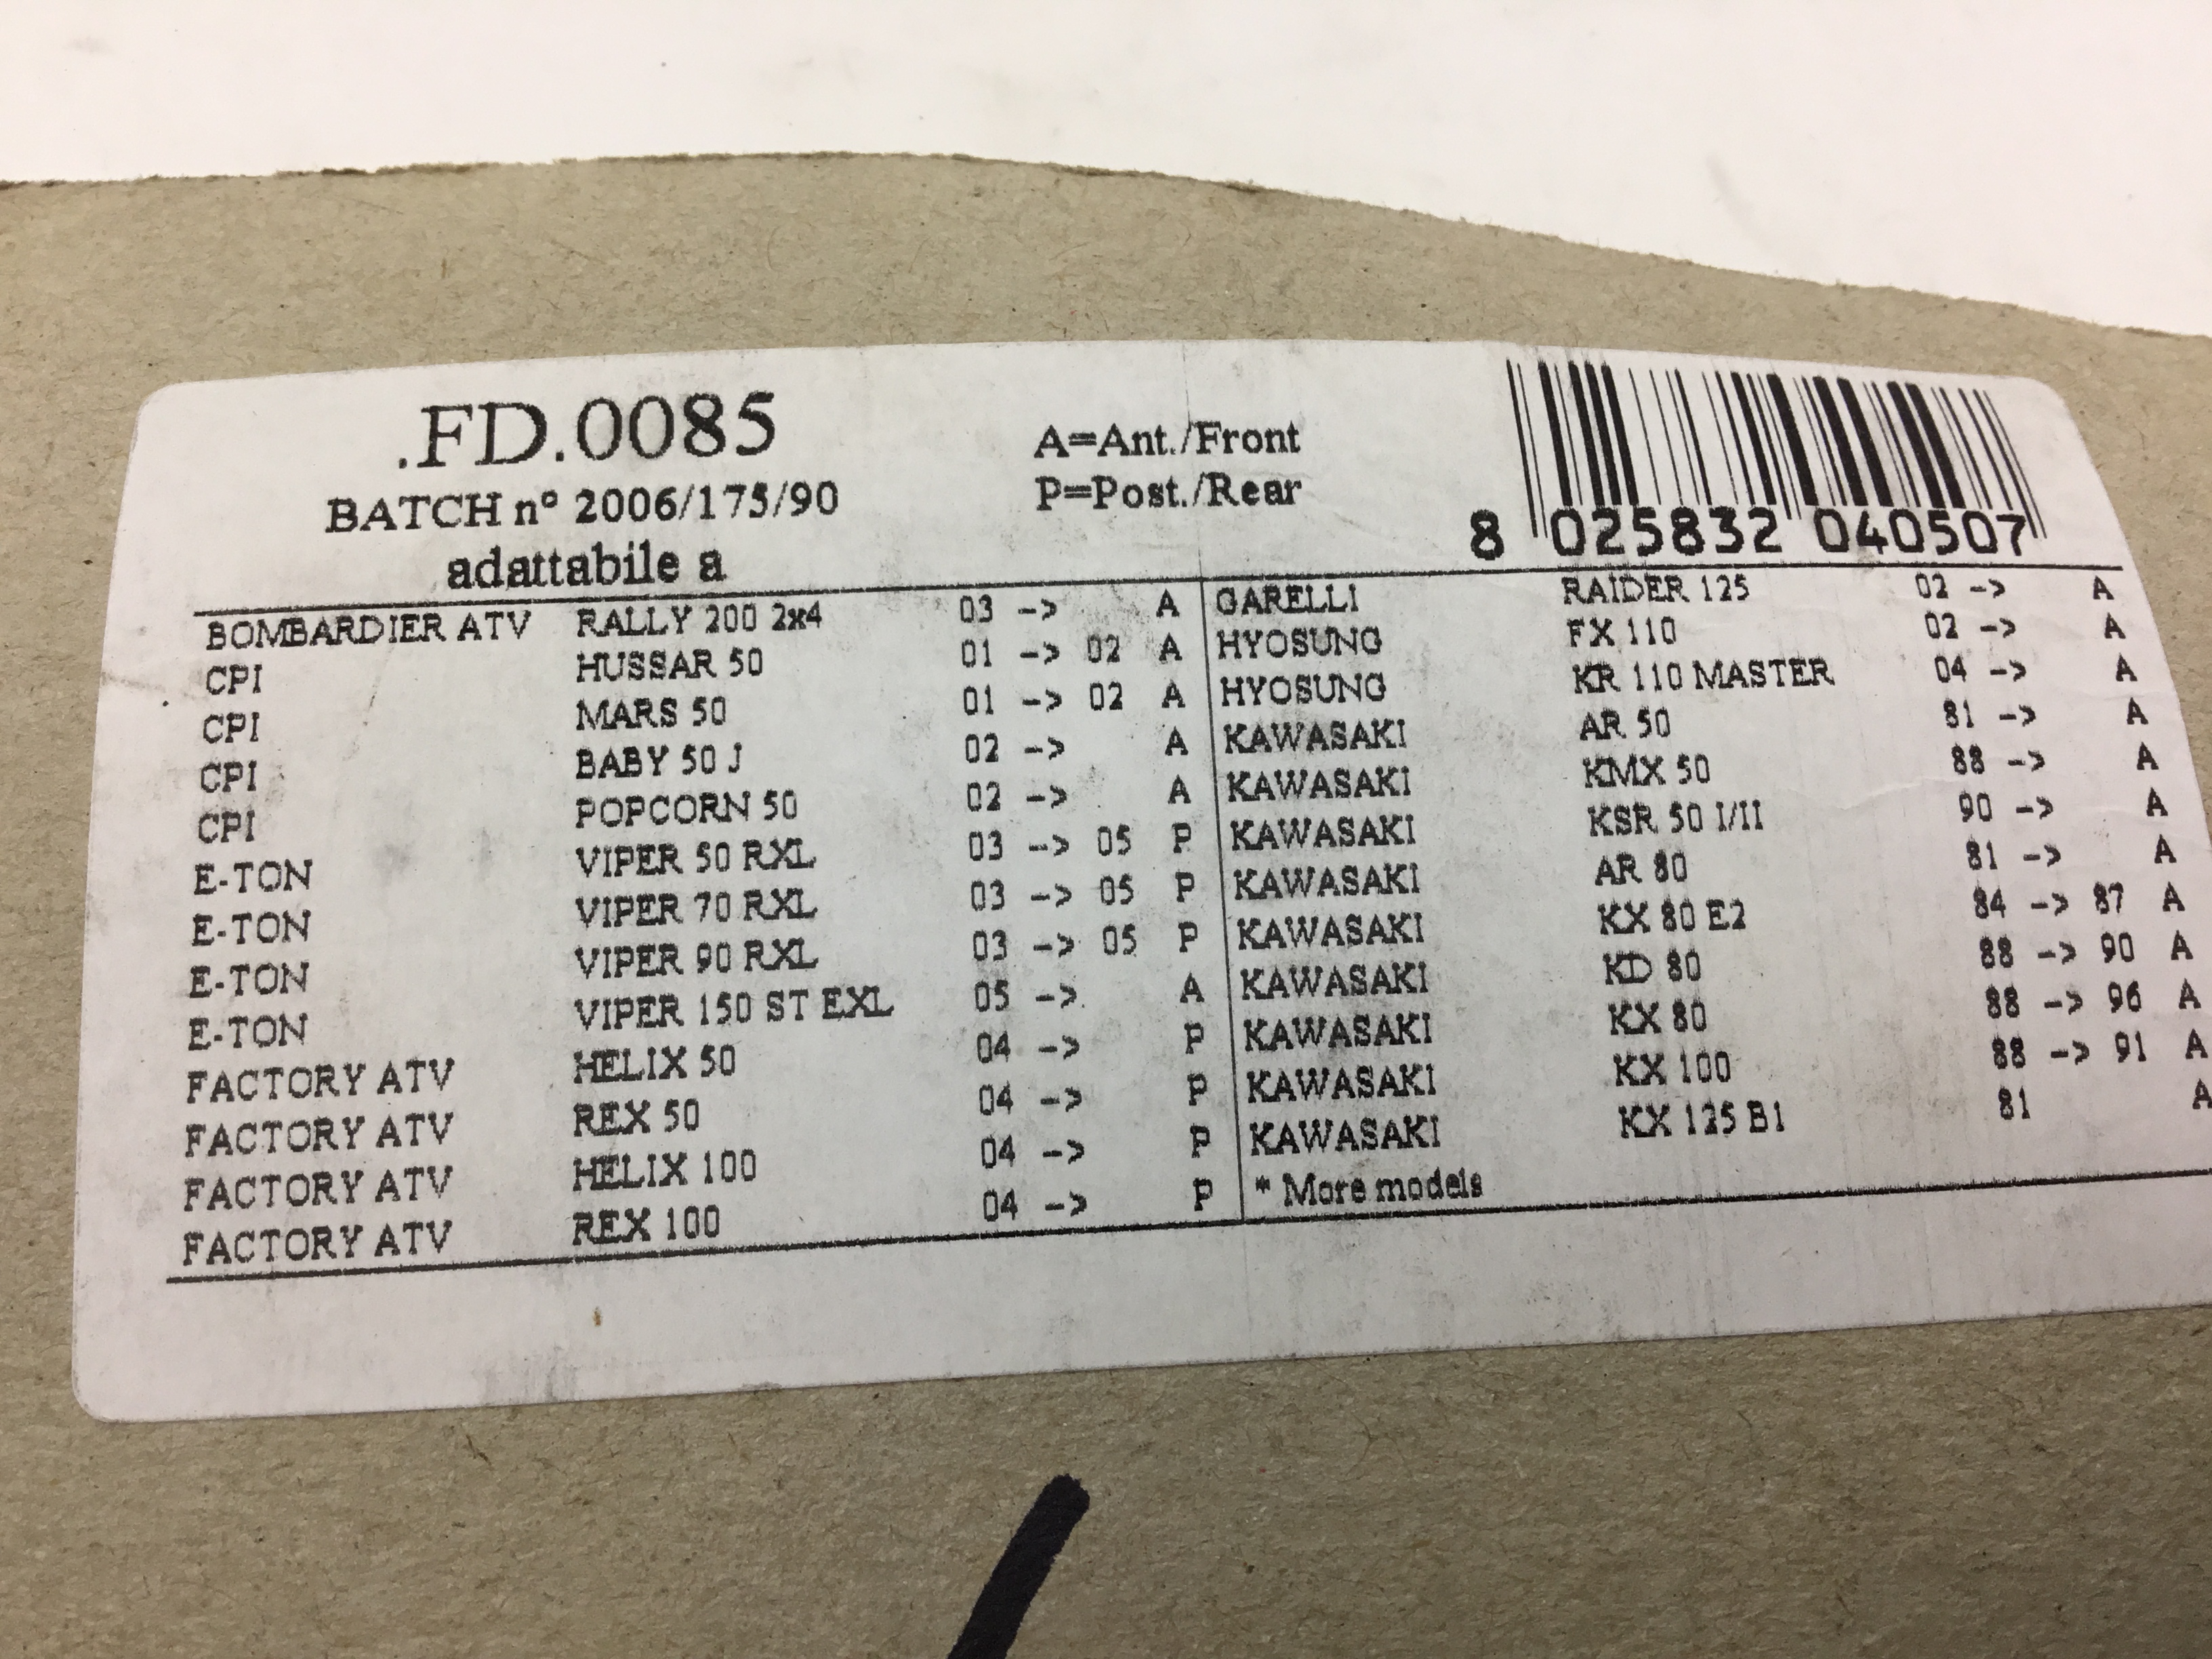 .FD.0085
BATCH n° 2006/175/90
adattabile a
A=Ant./Front
P=Post./Rear
8 025832 040507
BOMBARDIER ATV RALLY 200 2x4 03 -> A
CPI HUSSAR 50 01 -> 02 A
CPI MARS 50 01 -> 02 A
CPI BABY 50 J 02 -> A
CPI POPCORN 50 02 -> A
E-TON VIPER 50 RXL 03 -> 05 P
E-TON VIPER 70 RXL 03 -> 05 P
E-TON VIPER 90 RXL 03 -> 05 P
E-TON VIPER 150 ST EXL 05 -> A
FACTORY ATV HELIX 50 04 -> P
FACTORY ATV REX 50 04 -> P
FACTORY ATV HELIX 100 04 -> P
FACTORY ATV REX 100 04 -> P
GARELLI RAIDER 125 02 -> A
HYOSUNG FX 110 02 -> A
HYOSUNG KR 110 MASTER 04 -> A
KAWASAKI AR 50 81 -> A
KAWASAKI KMX 50 88 -> A
KAWASAKI KSR 50 I/II 90 -> A
KAWASAKI AR 80 81 -> A
KAWASAKI KX 80 E2 84 -> 87 A
KAWASAKI KD 80 88 -> 90 A
KAWASAKI KX 80 88 -> 96 A
KAWASAKI KX 100 88 -> 91 A
KAWASAKI KX 125 B1 81 A
* More models